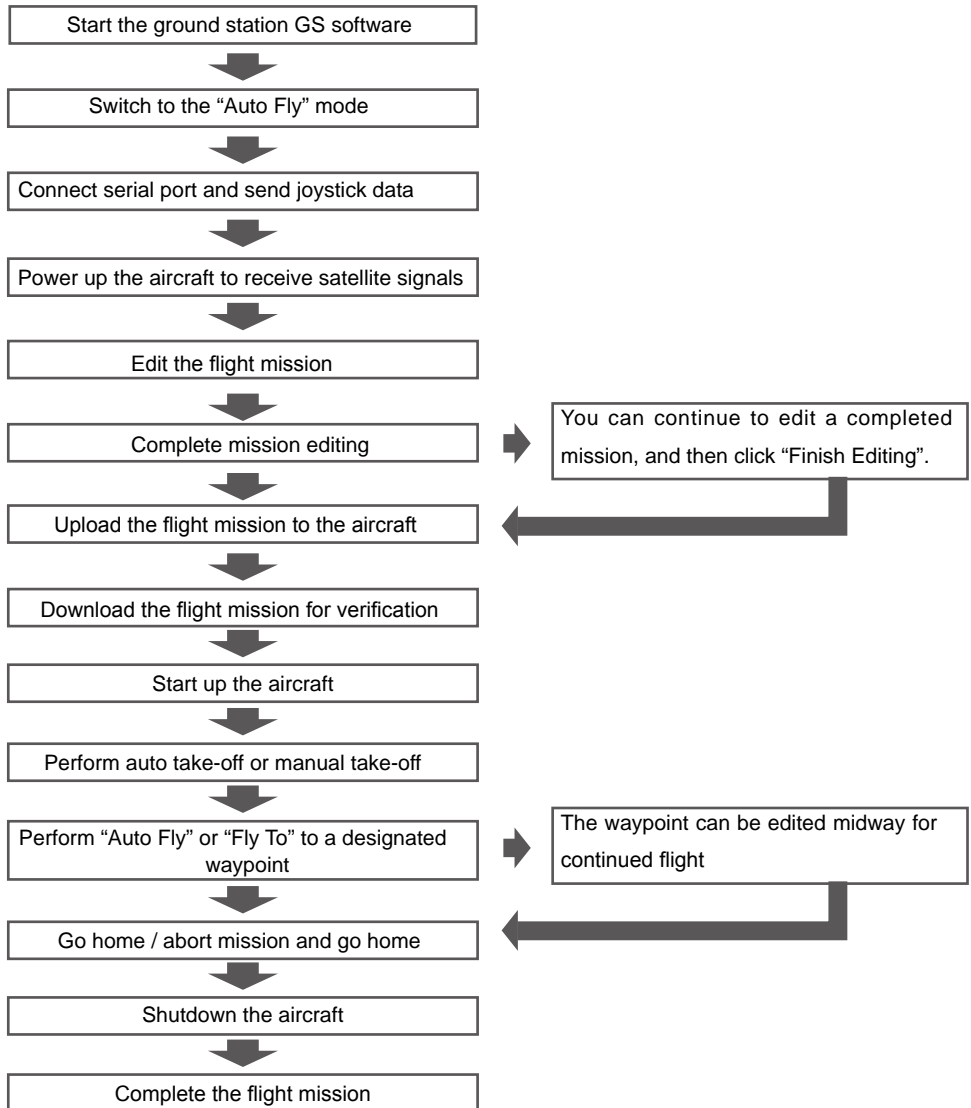 Start the ground station GS software
Switch to the “Auto Fly” mode
Connect serial port and send joystick data
Power up the aircraft to receive satellite signals
Edit the flight mission
Complete mission editing
You can continue to edit a completed
mission, and then click “Finish Editing”.
Upload the flight mission to the aircraft
Download the flight mission for verification
Start up the aircraft
Perform auto take-off or manual take-off
Perform “Auto Fly” or “Fly To” to a designated
waypoint
The waypoint can be edited midway for
continued flight
Go home / abort mission and go home
Shutdown the aircraft
Complete the flight mission